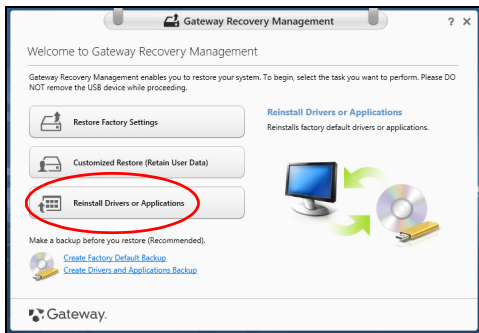 Gateway Recovery Management
? X
Welcome to Gateway Recovery Management
Gateway Recovery Management enables you to restore your system. To begin, select the task you want to perform. Please DO
NOT remove the USB device while proceeding.
Restore Factory Settings
Customized Restore (Retain User Data)
Reinstall Drivers or Applications
Reinstall Drivers or Applications
Reinstalls factory default drivers or applications.
Make a backup before you restore (Recommended).
Create Factory Default Backup
Create Drivers and Applications Backup
Gateway.